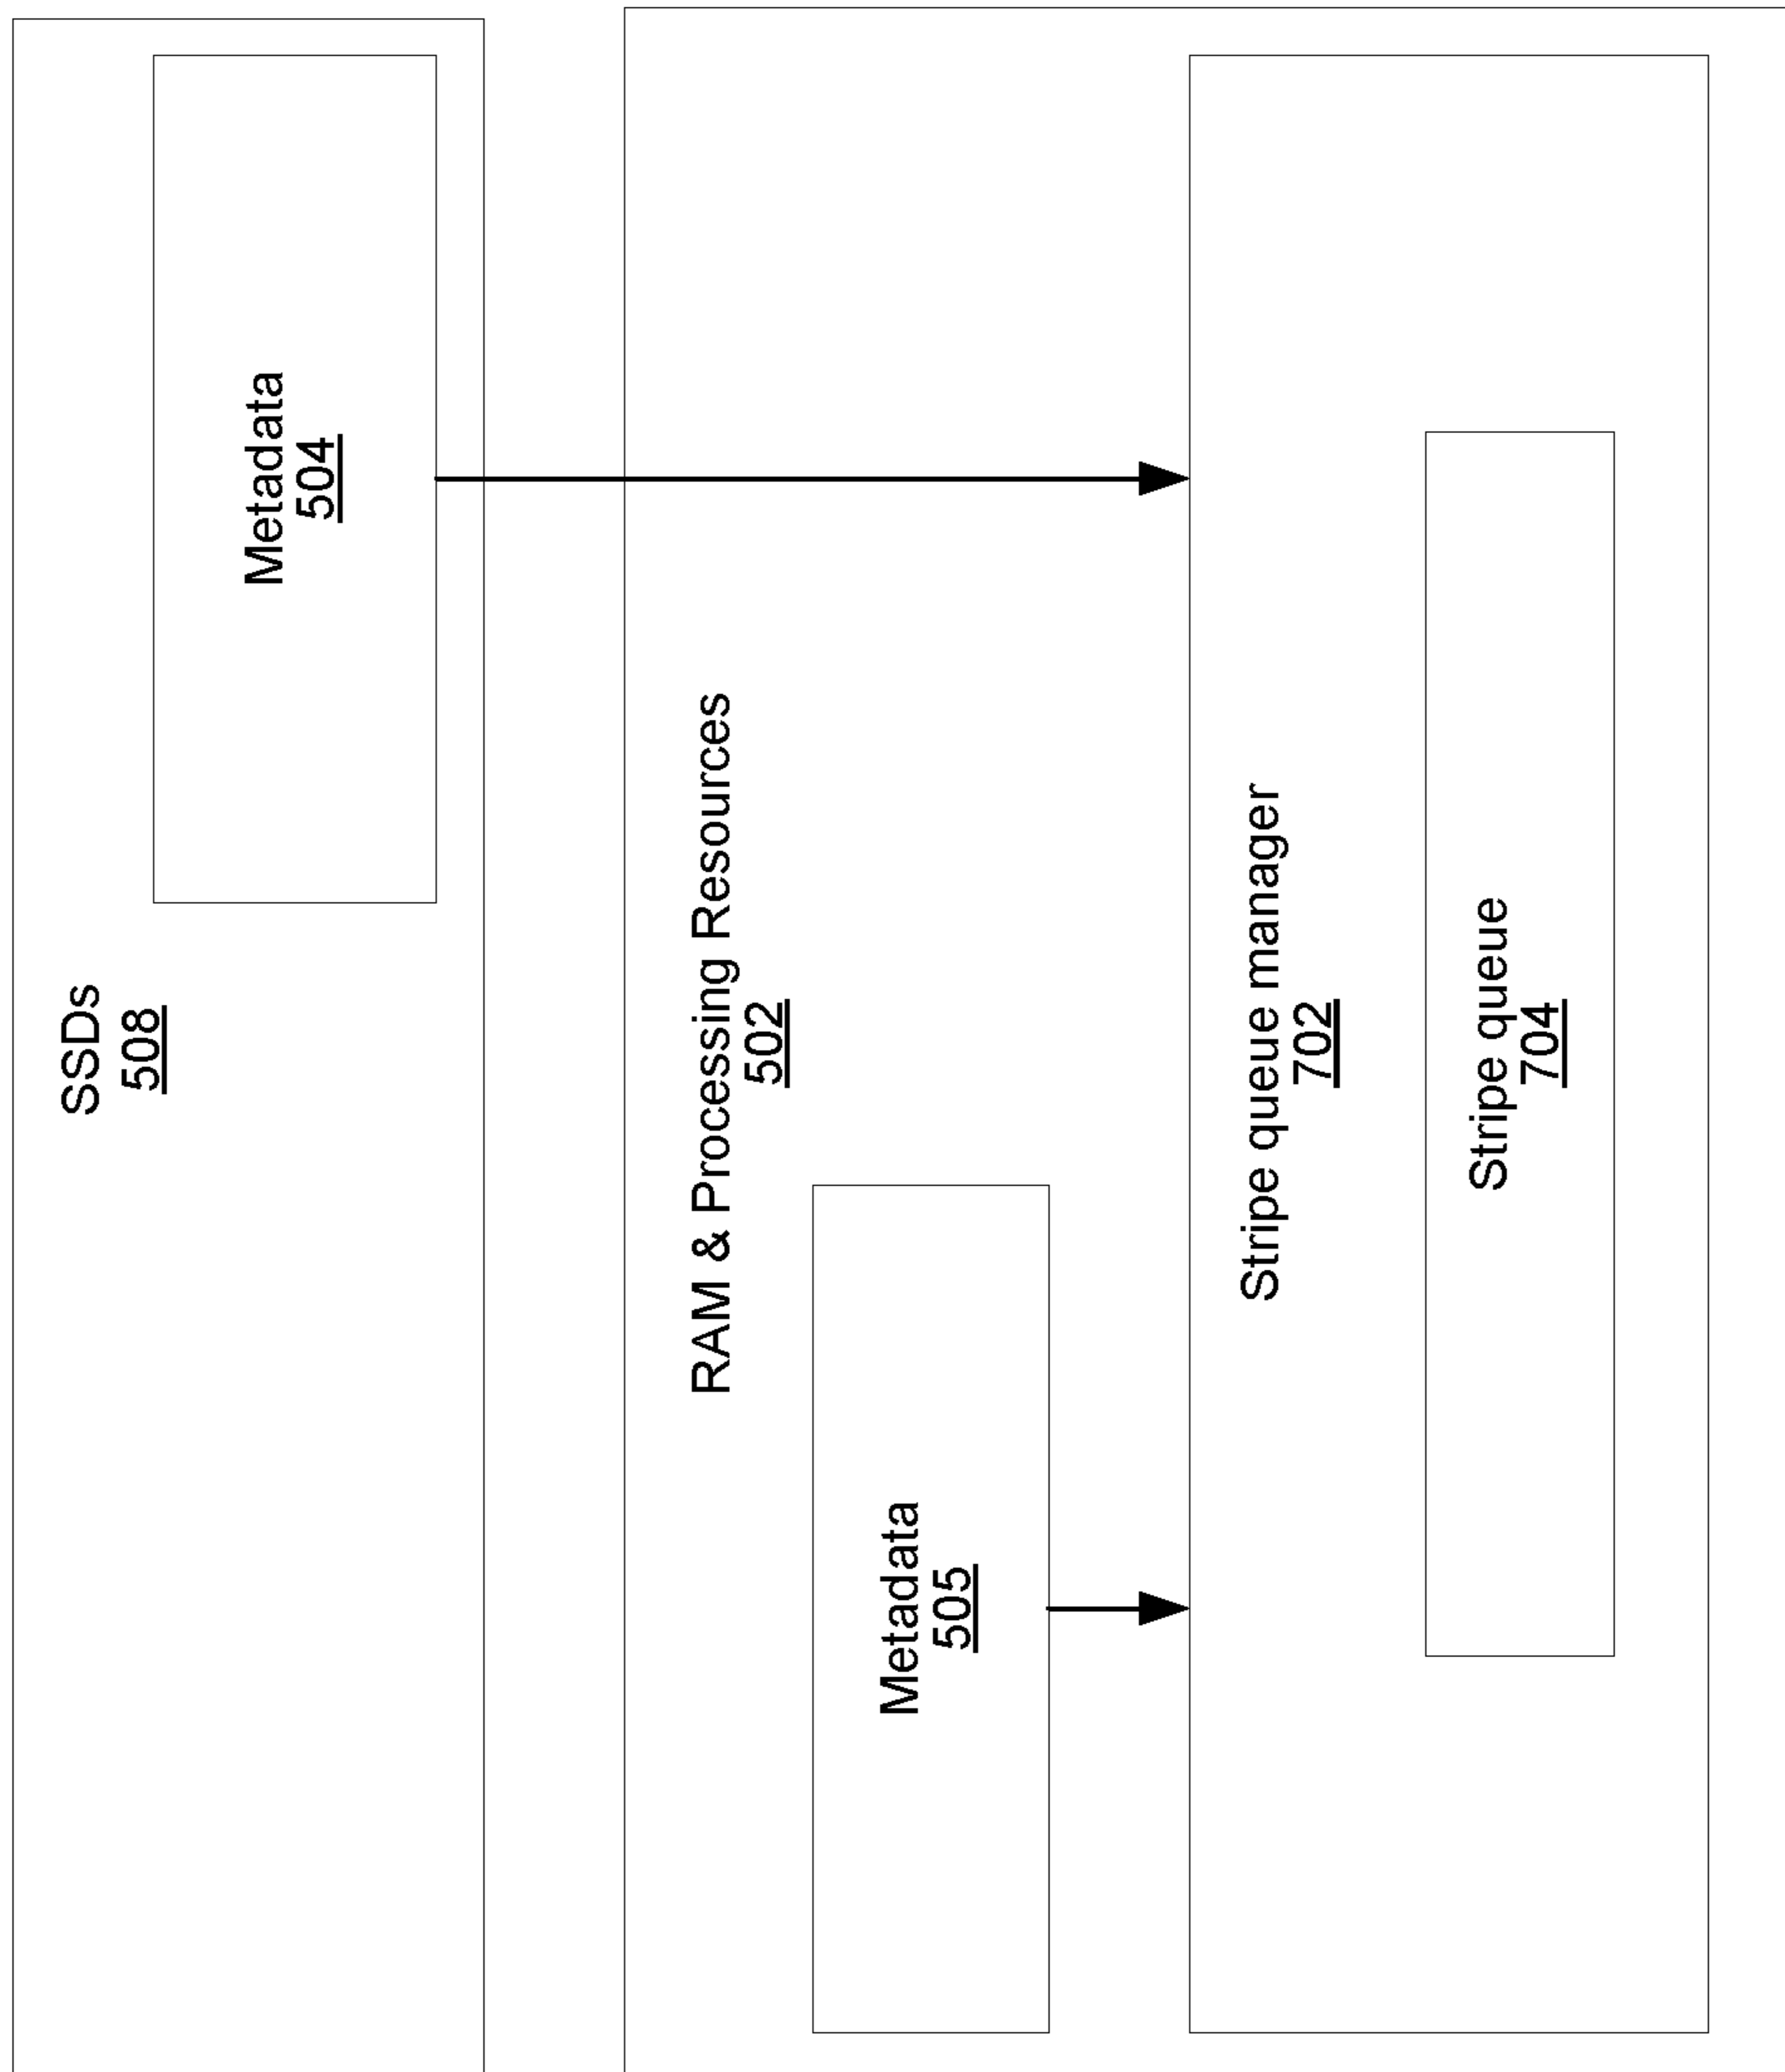 SSDs
508
Metadata
504
RAM & Processing Resources
502
Metadata
505
Stripe queue manager
702
Stripe queue
704